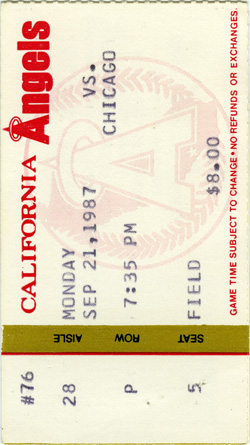 CALIFORNIA Angels
MONDAY VS.
SEP 21,1987 CHICAGO
7:35 PM
FIELD $8.00
GAME TIME SUBJECT TO CHANGE • NO REFUNDS OR EXCHANGES.
AISLE ROW SEAT
#76
28 P 5